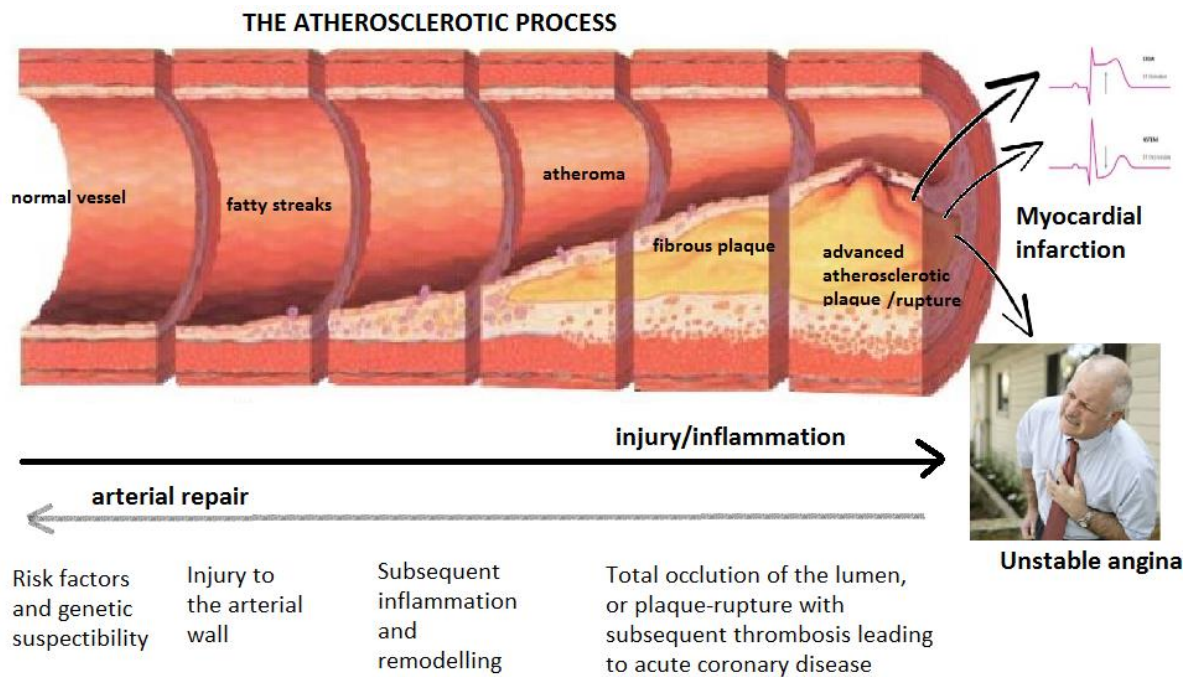 THE ATHEROSCLEROTIC PROCESS
normal vessel
fatty streaks
atheroma
fibrous plaque
advanced
atherosclerotic
plaque /rupture
Myocardial
infarction
injury/inflammation
arterial repair
Unstable angina
Risk factors
and genetic
suspectibility
Injury to
the arterial
wall
Subsequent
inflammation
and
remodelling
Total occlution of the lumen,
or plaque-rupture with
subsequent thrombosis leading
to acute coronary disease